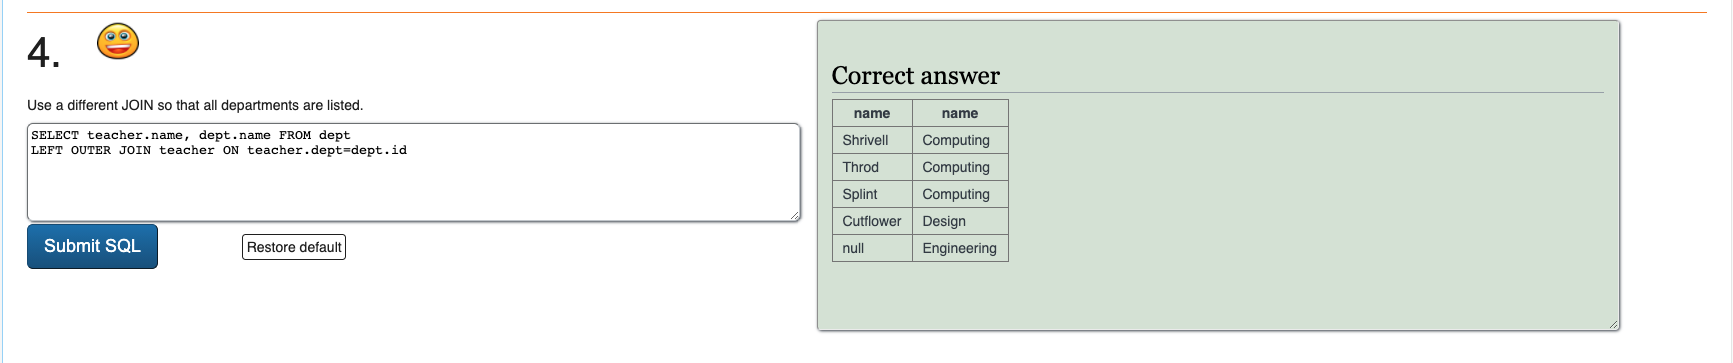 4.
Use a different JOIN so that all departments are listed.
SELECT teacher.name, dept.name FROM dept
LEFT OUTER JOIN teacher ON teacher.dept=dept.id
Submit SQL
Restore default
Correct answer
name name
Shrivell Computing
Throd Computing
Splint Computing
Cutflower Design
null Engineering